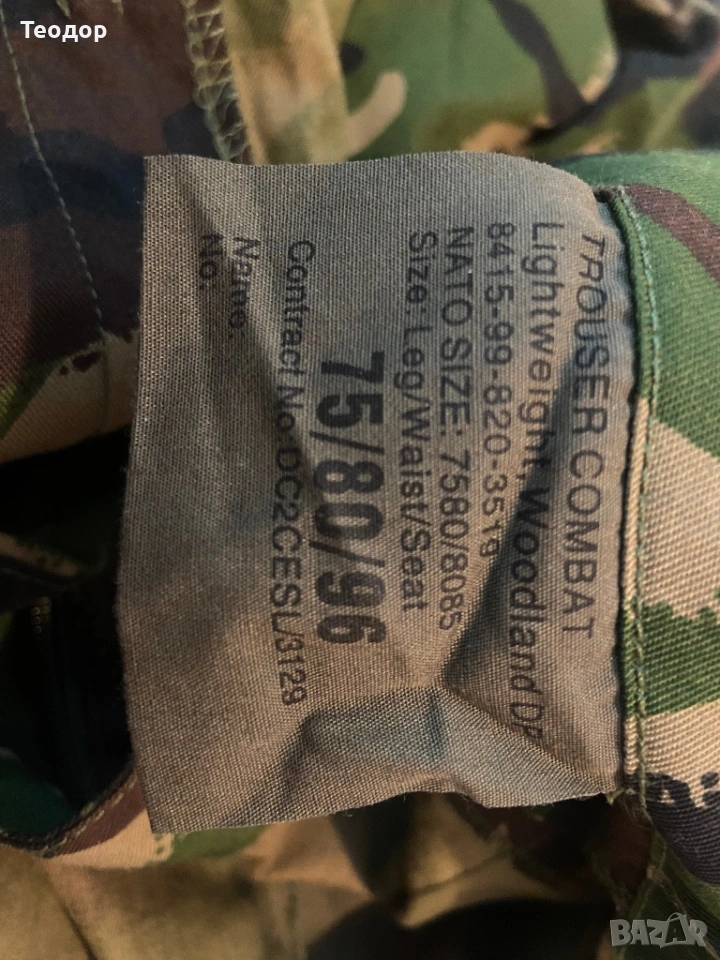 Теодор
TROUSER COMBAT
Lightweight, Woodland DP
8415-99-820-3519
NATO SIZE: 7580/8085
Size: Leg/Waist/Seat
75/80/96
Contract No: DC2CESL/3129
Name.
No.
BAZAR